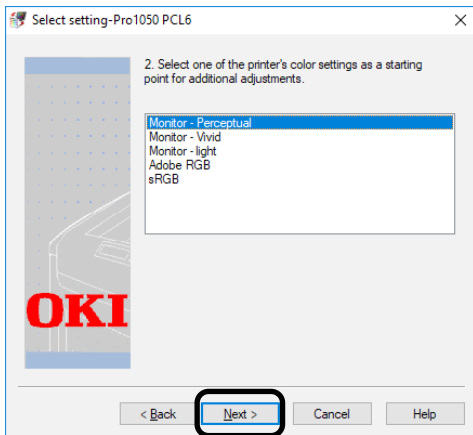 Select setting-Pro1050 PCL6
2. Select one of the printer's color settings as a starting
point for additional adjustments.
Monitor - Perceptual
Monitor - Vivid
Monitor - light
Adobe RGB
sRGB
OKI
< Back
Next >
Cancel
Help